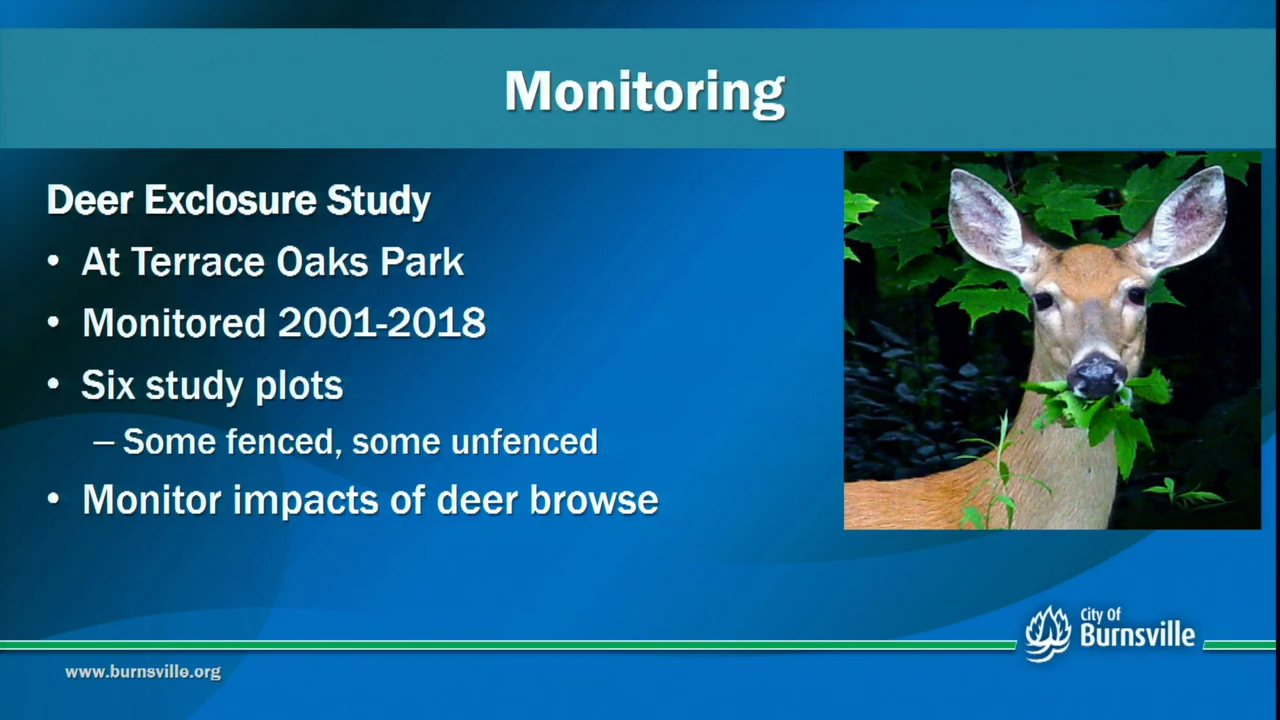 Monitoring
Deer Exclosure Study
• At Terrace Oaks Park
• Monitored 2001-2018
• Six study plots
– Some fenced, some unfenced
• Monitor impacts of deer browse
City Of
Burnsville
www.burnsville.org